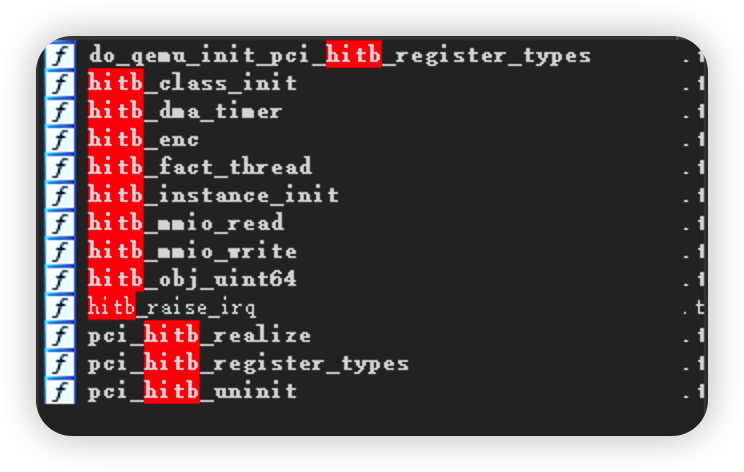 f do_qemu_init_pci_hitb_register_types .t
f hitb_class_init .t
f hitb_dma_timer .t
f hitb_enc .t
f hitb_fact_thread .t
f hitb_instance_init .t
f hitb_mmio_read .t
f hitb_mmio_write .t
f hitb_obj_uint64 .t
f hitb_raise_irq .t
f pci_hitb_realize .t
f pci_hitb_register_types .t
f pci_hitb_uninit .t